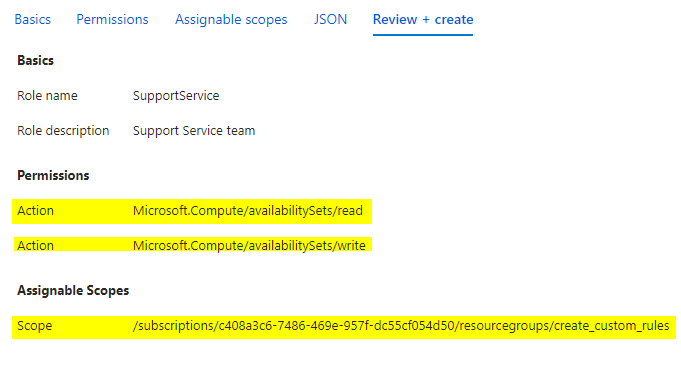 Basics Permissions Assignable scopes JSON Review + create
Basics
Role name SupportService
Role description Support Service team
Permissions
Action Microsoft.Compute/availabilitySets/read
Action Microsoft.Compute/availabilitySets/write
Assignable Scopes
Scope /subscriptions/c408a3c6-7486-469e-957f-dc55cf054d50/resourcegroups/create_custom_rules